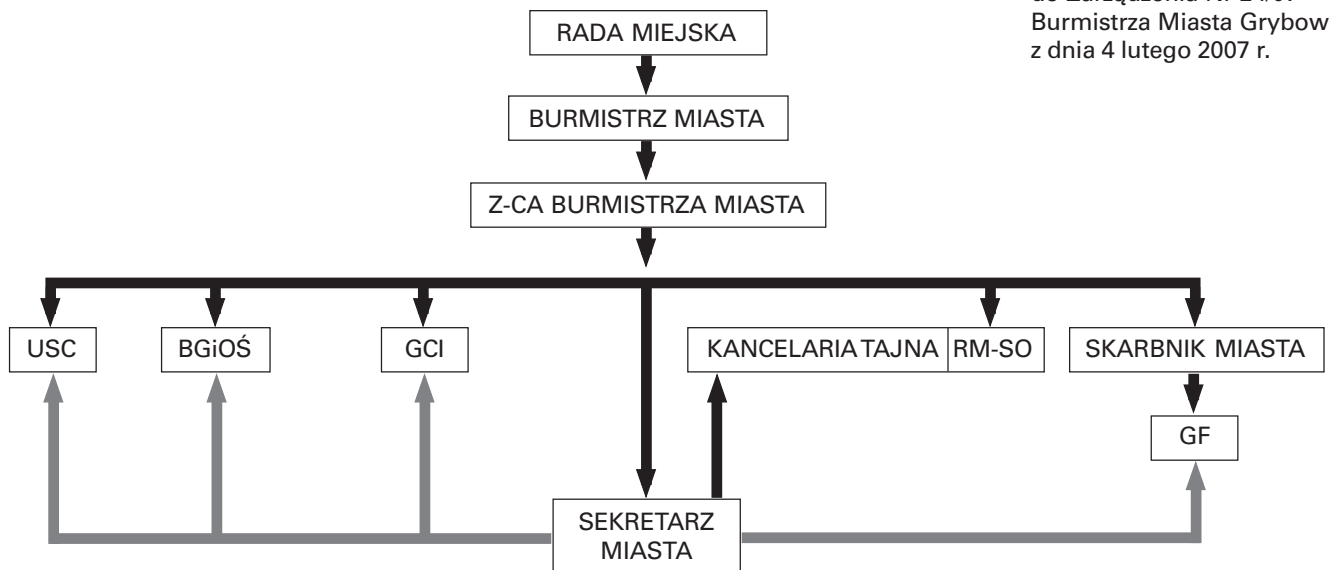 Burmistrza Miasta Grybow
z dnia 4 lutego 2007 r.
RADA MIEJSKA
BURMISTRZ MIASTA
Z-CA BURMISTRZA MIASTA
USC
BGiOŚ
GCI
KANCELARIA TAJNA
RM-SO
SKARBNIK MIASTA
GF
SEKRETARZ
MIASTA